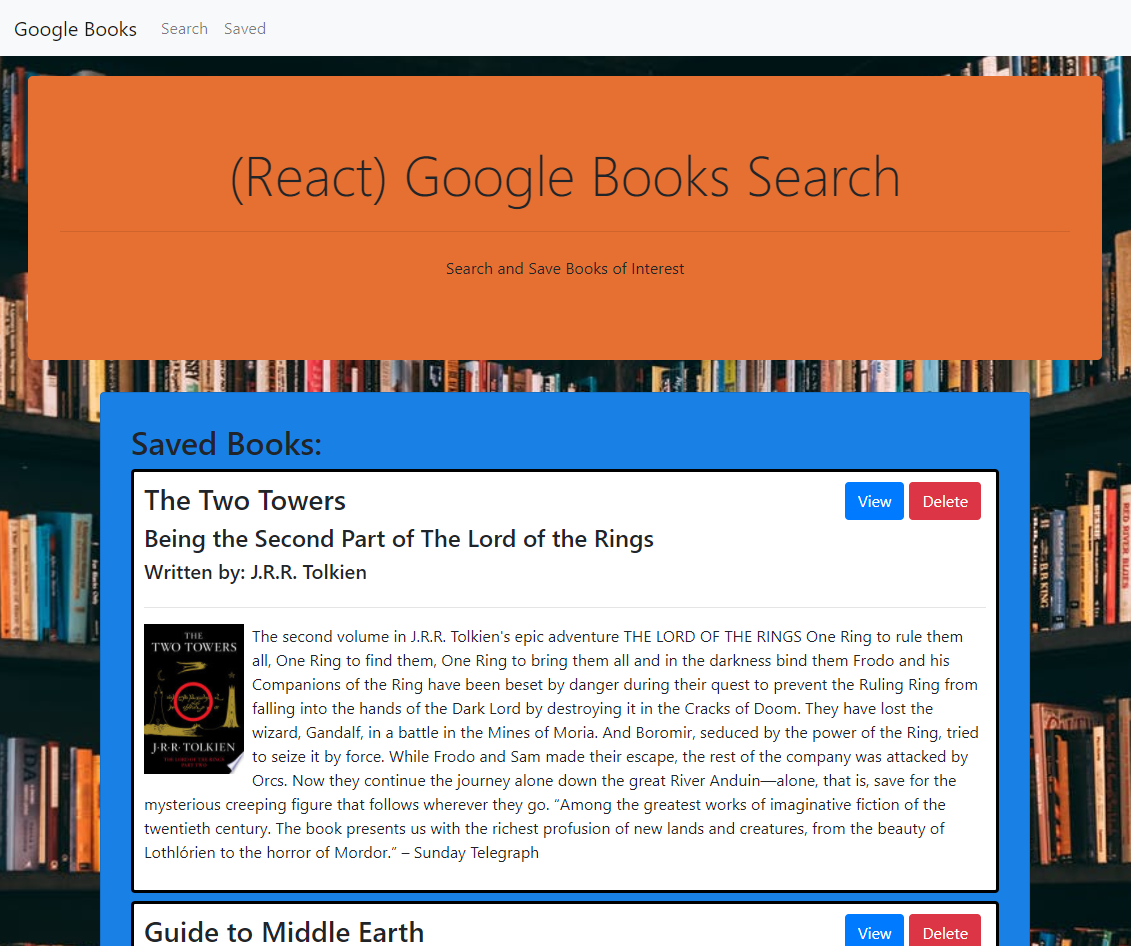 Google Books Search Saved
(React) Google Books Search
Search and Save Books of Interest
Saved Books:
The Two Towers View Delete
Being the Second Part of The Lord of the Rings
Written by: J.R.R. Tolkien
THE
TWO TOWERS
J·R·R·TOLKIEN
THE LORD OF THE RINGS
PART TWO
The second volume in J.R.R. Tolkien's epic adventure THE LORD OF THE RINGS One Ring to rule them
all, One Ring to find them, One Ring to bring them all and in the darkness bind them Frodo and his
Companions of the Ring have been beset by danger during their quest to prevent the Ruling Ring from
falling into the hands of the Dark Lord by destroying it in the Cracks of Doom. They have lost the
wizard, Gandalf, in a battle in the Mines of Moria. And Boromir, seduced by the power of the Ring, tried
to seize it by force. While Frodo and Sam made their escape, the rest of the company was attacked by
Orcs. Now they continue the journey alone down the great River Anduin—alone, that is, save for the
mysterious creeping figure that follows wherever they go. “Among the greatest works of imaginative fiction of the
twentieth century. The book presents us with the richest profusion of new lands and creatures, from the beauty of
Lothlórien to the horror of Mordor.” – Sunday Telegraph
Guide to Middle Earth View Delete
RED RIVER BLUES
B.B. KING